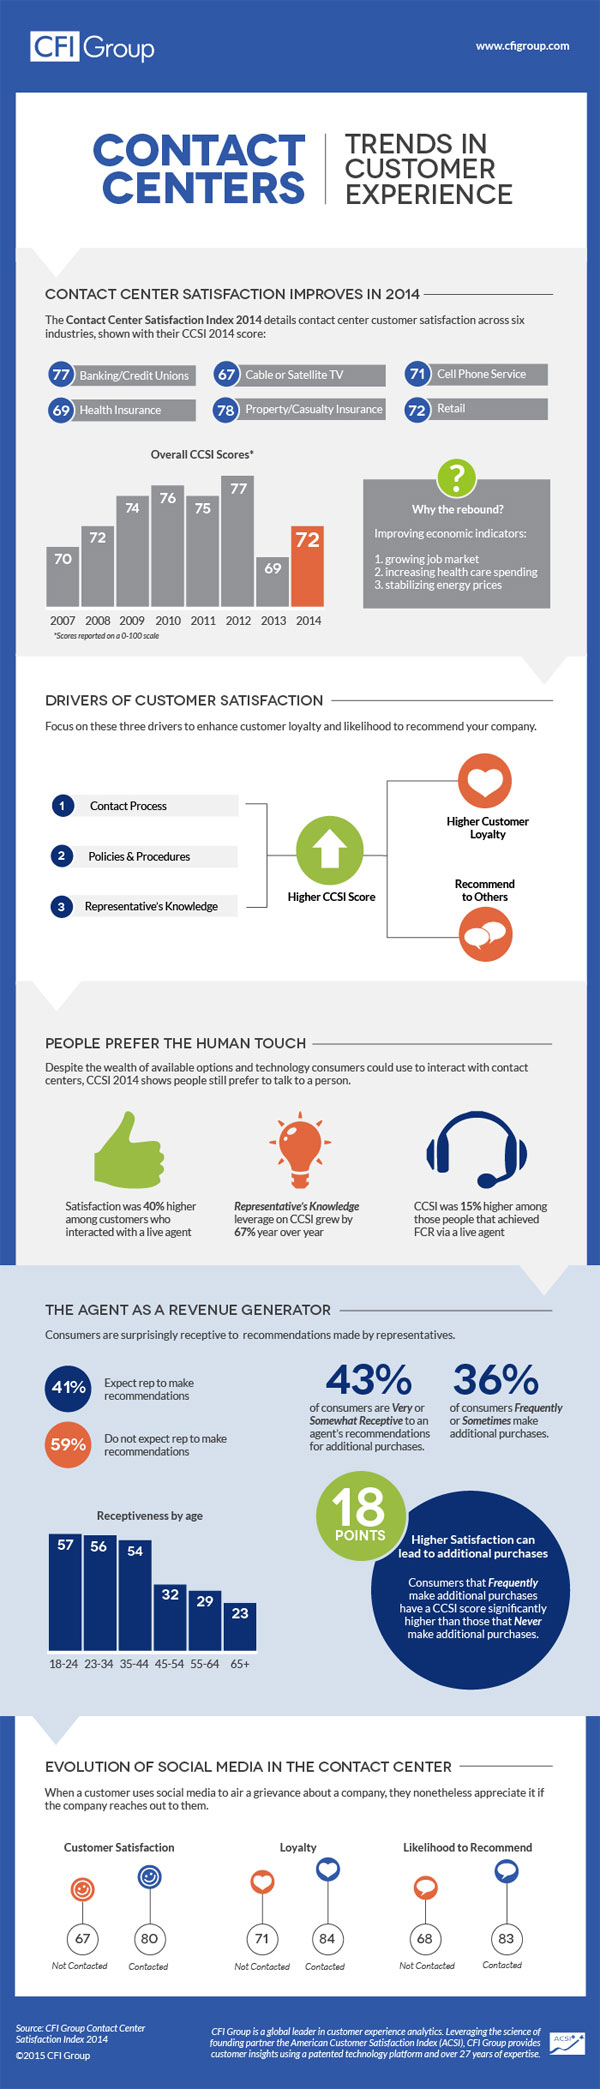 CFI Group
www.cfigroup.com
CONTACT
CENTERS
TRENDS IN
CUSTOMER
EXPERIENCE
CONTACT CENTER SATISFACTION IMPROVES IN 2014
The Contact Center Satisfaction Index 2014 details contact center customer satisfaction across six
industries, shown with their CCSI 2014 score:
77 Banking/Credit Unions
67 Cable or Satellite TV
71 Cell Phone Service
69 Health Insurance
78 Property/Casualty Insurance
72 Retail
Overall CCSI Scores*
70 72 74 76 75 77 69 72
2007 2008 2009 2010 2011 2012 2013 2014
*Scores reported on a 0-100 scale
?
Why the rebound?
Improving economic indicators:
1. growing job market
2. increasing health care spending
3. stabilizing energy prices
DRIVERS OF CUSTOMER SATISFACTION
Focus on these three drivers to enhance customer loyalty and likelihood to recommend your company.
1 Contact Process
2 Policies & Procedures
3 Representative's Knowledge
Higher CCSI Score
Higher Customer
Loyalty
Recommend
to Others
PEOPLE PREFER THE HUMAN TOUCH
Despite the wealth of available options and technology consumers could use to interact with contact
centers, CCSI 2014 shows people still prefer to talk to a person.
Satisfaction was 40% higher
among customers who
interacted with a live agent
Representative's Knowledge
leverage on CCSI grew by
67% year over year
CCSI was 15% higher among
those people that achieved
FCR via a live agent
THE AGENT AS A REVENUE GENERATOR
Consumers are surprisingly receptive to recommendations made by representatives.
41% Expect rep to make
recommendations
59% Do not expect rep to make
recommendations
43%
of consumers are Very or
Somewhat Receptive to an
agent's recommendations
for additional purchases.
36%
of consumers Frequently
or Sometimes make
additional purchases.
Receptiveness by age
57 56 54 32 29 23
18-24 23-34 35-44 45-54 55-64 65+
18
POINTS
Higher Satisfaction can
lead to additional purchases
Consumers that Frequently
make additional purchases
have a CCSI score significantly
higher than those that Never
make additional purchases.
EVOLUTION OF SOCIAL MEDIA IN THE CONTACT CENTER
When a customer uses social media to air a grievance about a company, they nonetheless appreciate it if
the company reaches out to them.
Customer Satisfaction
67 80
Not Contacted Contacted
Loyalty
71 84
Not Contacted Contacted
Likelihood to Recommend
68 83
Not Contacted Contacted
Source: CFI Group Contact Center
Satisfaction Index 2014
©2015 CFI Group
CFI Group is a global leader in customer experience analytics. Leveraging the science of
founding partner the American Customer Satisfaction Index (ACSI), CFI Group provides
customer insights using a patented technology platform and over 27 years of expertise.
ACSI